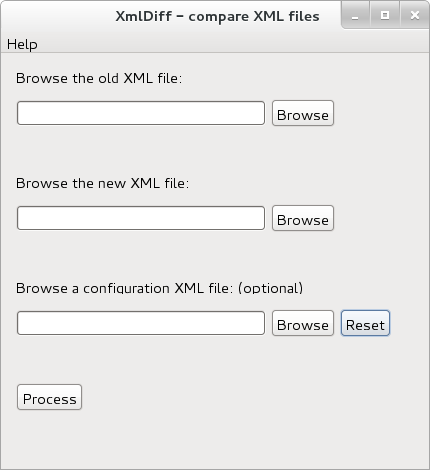 XmlDiff - compare XML files
Help
Browse the old XML file:
Browse
Browse the new XML file:
Browse
Browse a configuration XML file: (optional)
Browse Reset
Process